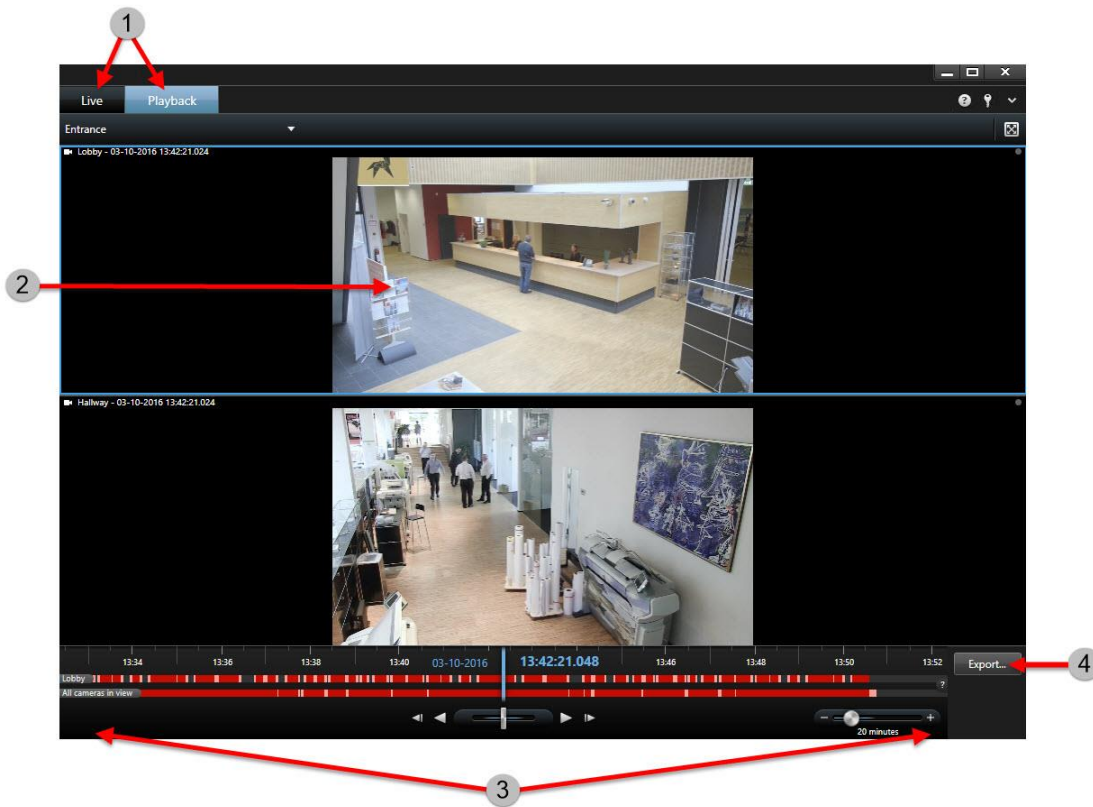 1
Live Playback
Entrance
Lobby - 03-10-2016 13:42:21.024
2
Hallway - 03-10-2016 13:42:21.024
13:34 13:36 13:38 13:40 03-10-2016 13:42:21.048 13:46 13:48 13:50 13:52 Export... 4
Lobby
?
All cameras in view
20 minutes
3